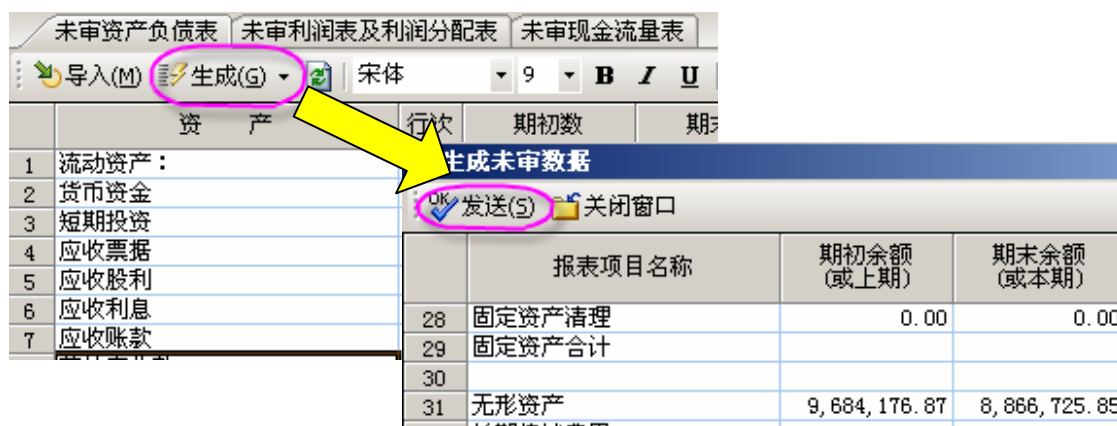 未审资产负债表 未审利润表及利润分配表 未审现金流量表
导入(M) 生成(G) 宋体 9 B I U
资 产 行次 期初数
1 流动资产：
2 货币资金
3 短期投资
4 应收票据
5 应收股利
6 应收利息
7 应收账款
生成未审数据
OK 发送(S) 关闭窗口
报表项目名称 期初余额 期末余额
(或上期) (或本期)
28 固定资产清理 0.00 0.00
29 固定资产合计
30
31 无形资产 9,684,176.87 8,866,725.85